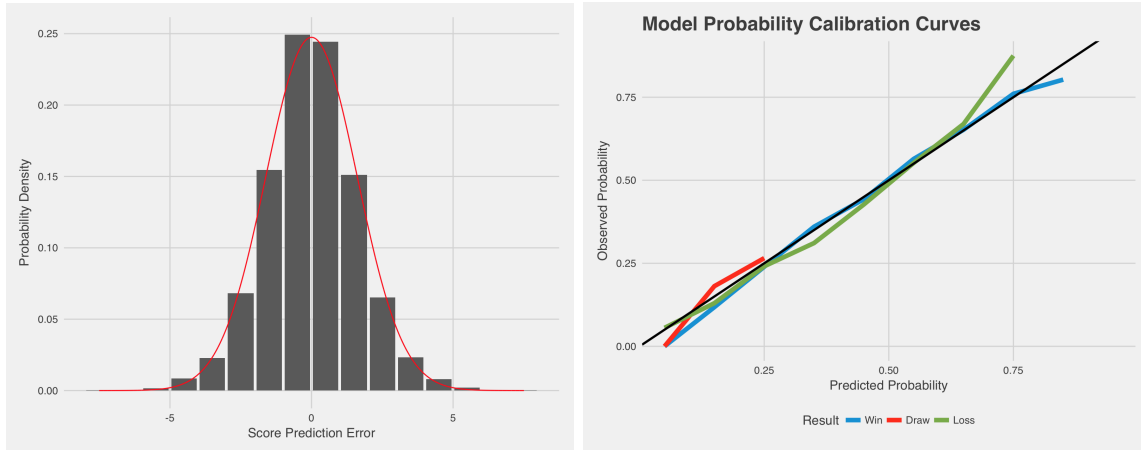 0.25
0.20
0.15
0.10
0.05
0.00
Probability Density
-5
0
5
Score Prediction Error
Model Probability Calibration Curves
0.75
0.50
0.25
0.00
Observed Probability
0.25
0.50
0.75
Predicted Probability
Result Win Draw Loss